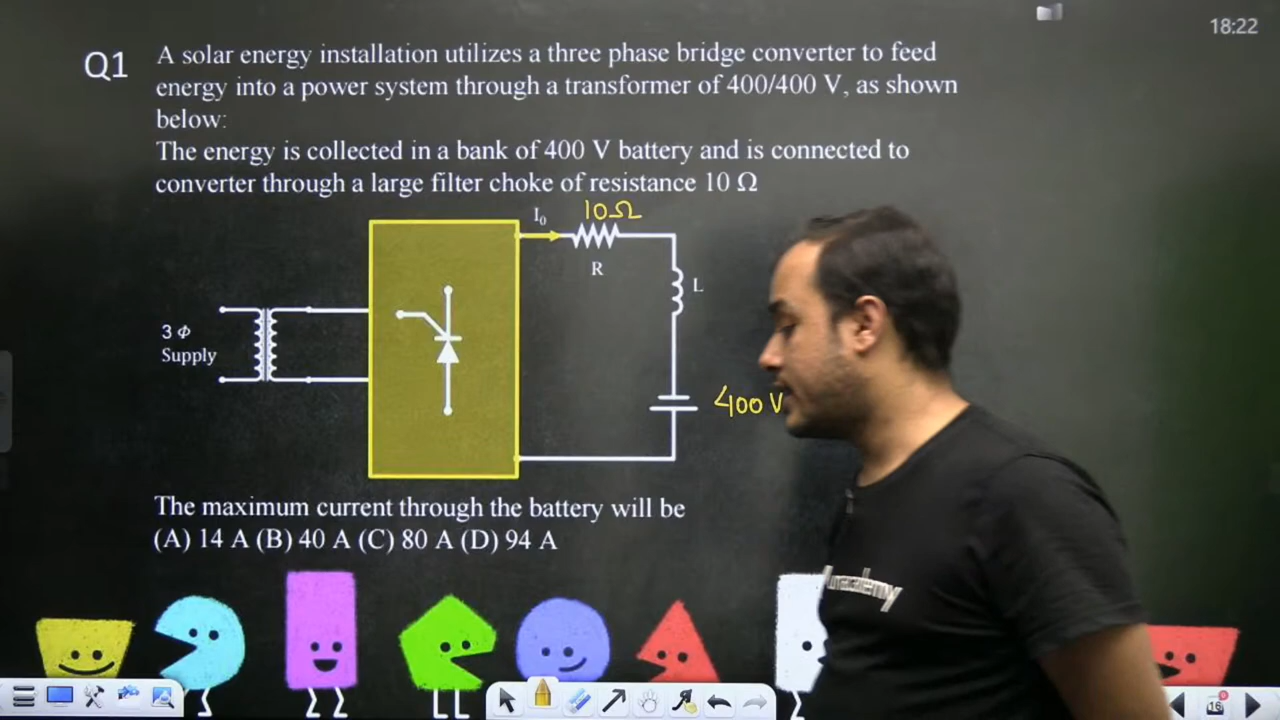 18:22
Q1
A solar energy installation utilizes a three phase bridge converter to feed
energy into a power system through a transformer of 400/400 V, as shown
below:
The energy is collected in a bank of 400 V battery and is connected to
converter through a large filter choke of resistance 10 Ω
I₀
10Ω
R
L
3 ϕ
Supply
400 V
The maximum current through the battery will be
(A) 14 A (B) 40 A (C) 80 A (D) 94 A
unacademy
16